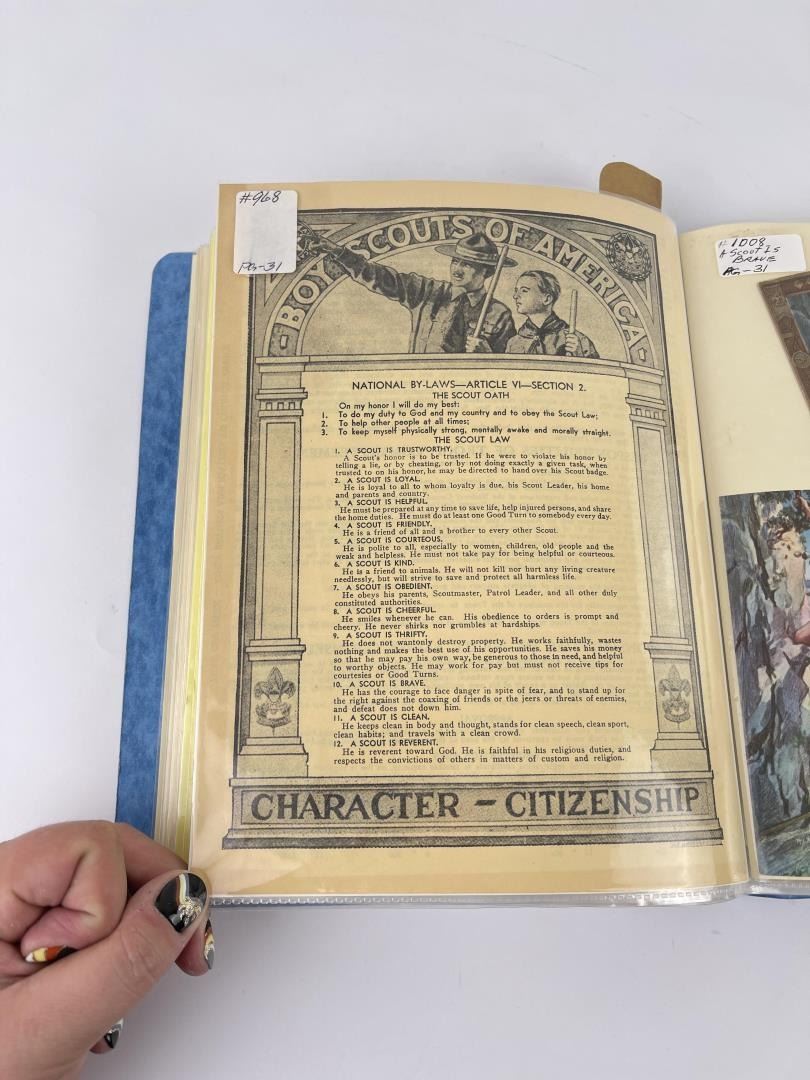 #968
PG-31
#1008
A Scout Is
BRAVE
PG-31
BOY SCOUTS OF AMERICA
NATIONAL BY-LAWS—ARTICLE VI—SECTION 2.
THE SCOUT OATH
On my honor I will do my best:
1. To do my duty to God and my country and to obey the Scout Law;
2. To help other people at all times;
3. To keep myself physically strong, mentally awake and morally straight.
THE SCOUT LAW
1. A SCOUT IS TRUSTWORTHY.
A Scout's honor is to be trusted. If he were to violate his honor by
telling a lie, or by cheating, or by not doing exactly a given task, when
trusted to on his honor, he may be directed to hand over his Scout badge.
2. A SCOUT IS LOYAL.
He is loyal to all to whom loyalty is due, his Scout Leader, his home
and parents and country.
3. A SCOUT IS HELPFUL.
He must be prepared at any time to save life, help injured persons, and share
the home duties. He must do at least one Good Turn to somebody every day.
4. A SCOUT IS FRIENDLY.
He is a friend of all and a brother to every other Scout.
5. A SCOUT IS COURTEOUS.
He is polite to all, especially to women, children, old people and the
weak and helpless. He must not take pay for being helpful or courteous.
6. A SCOUT IS KIND.
He is a friend to animals. He will not kill nor hurt any living creature
needlessly, but will strive to save and protect all harmless life.
7. A SCOUT IS OBEDIENT.
He obeys his parents, Scoutmaster, Patrol Leader, and all other duly
constituted authorities.
8. A SCOUT IS CHEERFUL.
He smiles whenever he can. His obedience to orders is prompt and
cheery. He never shirks nor grumbles at hardships.
9. A SCOUT IS THRIFTY.
He does not wantonly destroy property. He works faithfully, wastes
nothing and makes the best use of his opportunities. He saves his money
so that he may pay his own way, be generous to those in need, and helpful
to worthy objects. He may work for pay but must not receive tips for
courtesies or Good Turns.
10. A SCOUT IS BRAVE.
He has the courage to face danger in spite of fear, and to stand up for
the right against the coaxing of friends or the jeers or threats of enemies,
and defeat does not down him.
11. A SCOUT IS CLEAN.
He keeps clean in body and thought, stands for clean speech, clean sport,
clean habits; and travels with a clean crowd.
12. A SCOUT IS REVERENT.
He is reverent toward God. He is faithful in his religious duties, and
respects the convictions of others in matters of custom and religion.
CHARACTER – CITIZENSHIP